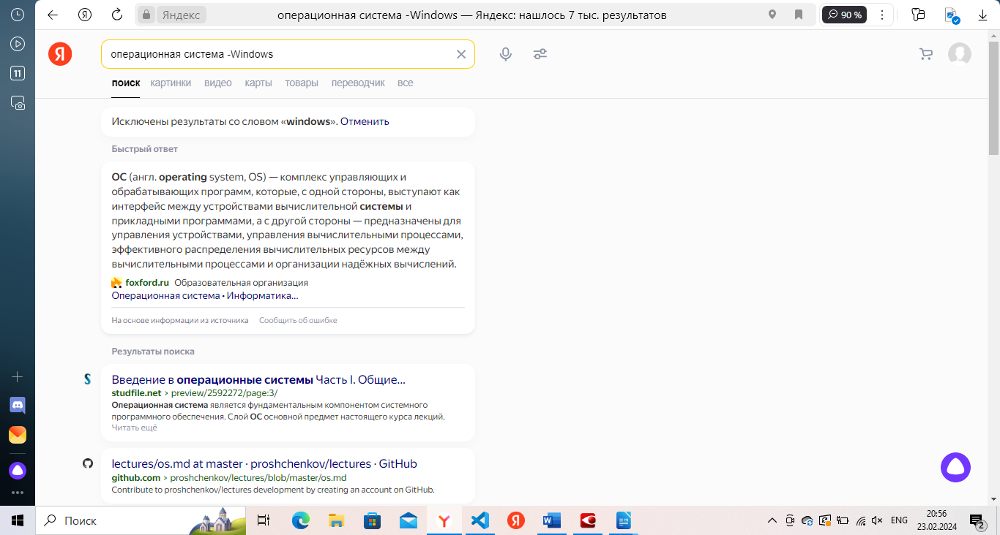 Яндекс
операционная система -Windows — Яндекс: нашлось 7 тыс. результатов
90 %
Я
операционная система -Windows
11
поиск картинки видео карты товары переводчик все
Исключены результаты со словом «windows». Отменить
Быстрый ответ
ОС (англ. operating system, OS) — комплекс управляющих и
обрабатывающих программ, которые, с одной стороны, выступают как
интерфейс между устройствами вычислительной системы и
прикладными программами, а с другой стороны — предназначены для
управления устройствами, управления вычислительными процессами,
эффективного распределения вычислительных ресурсов между
вычислительными процессами и организации надёжных вычислений.
foxford.ru Образовательная организация
Операционная система • Информатика...
На основе информации из источника Сообщить об ошибке
Результаты поиска
Введение в операционные системы Часть I. Общие...
studfile.net › preview/2592272/page:3/
Операционная система является фундаментальным компонентом системного
программного обеспечения. Слой ОС основной предмет настоящего курса лекций.
Читать ещё
lectures/os.md at master · proshchenkov/lectures · GitHub
github.com › proshchenkov/lectures/blob/master/os.md
Contribute to proshchenkov/lectures development by creating an account on GitHub.
Поиск
ENG
20:56
23.02.2024
2